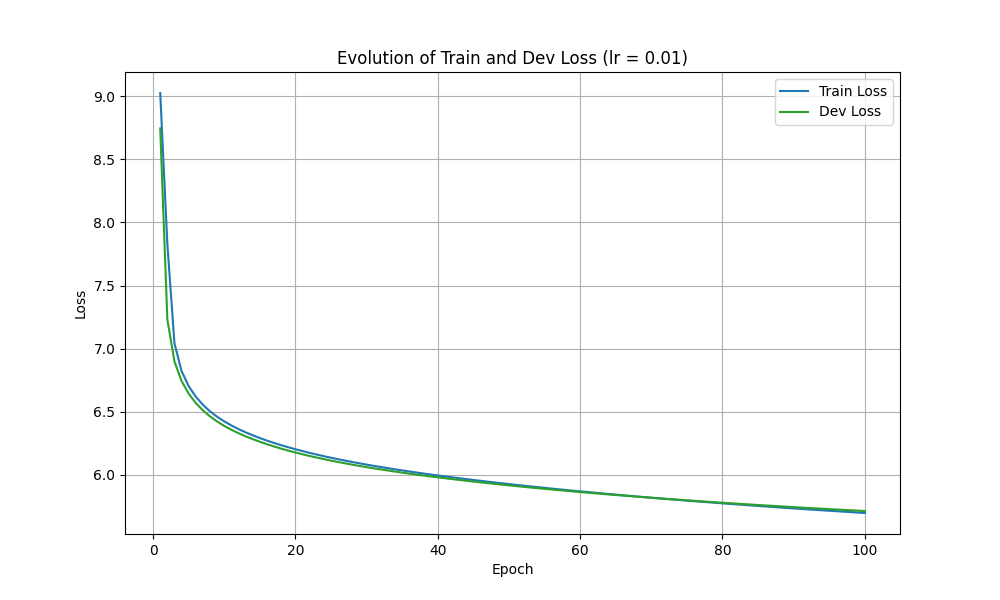 Evolution of Train and Dev Loss (lr = 0.01)
Train Loss
Dev Loss
9.0
8.5
8.0
7.5
7.0
6.5
6.0
Loss
0 20 40 60 80 100
Epoch